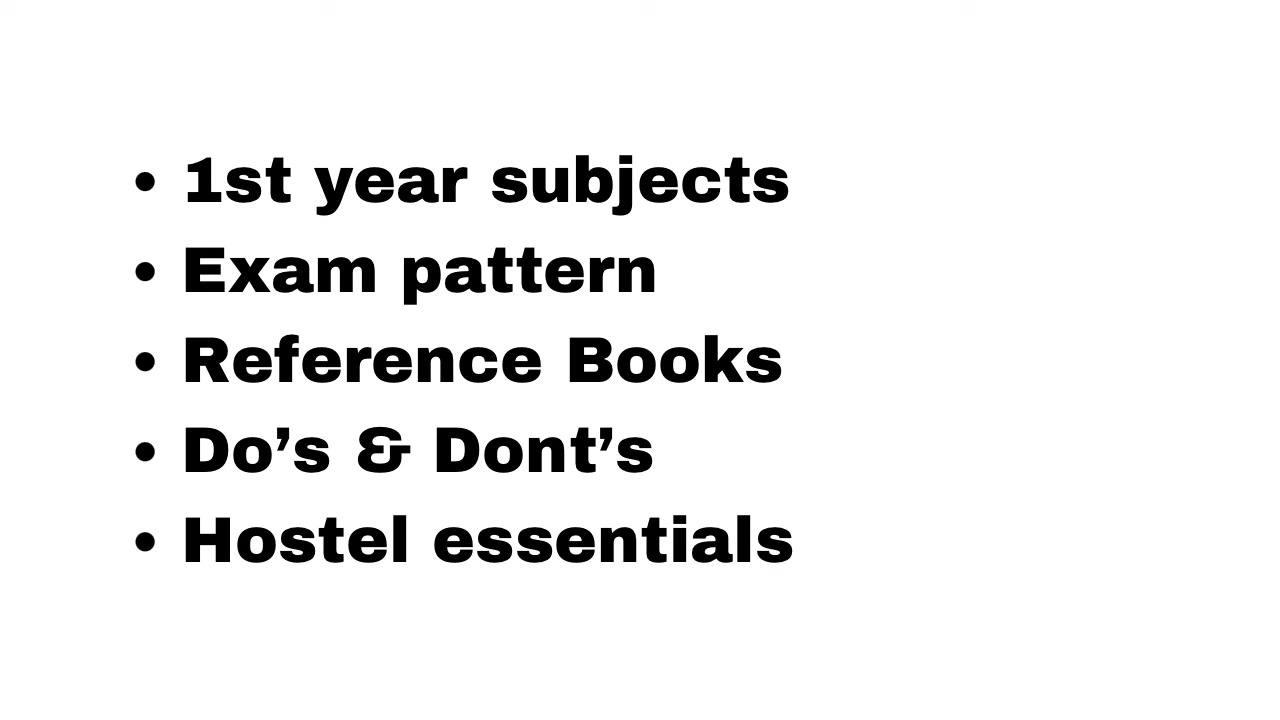 • 1st year subjects
• Exam pattern
• Reference Books
• Do’s & Dont’s
• Hostel essentials